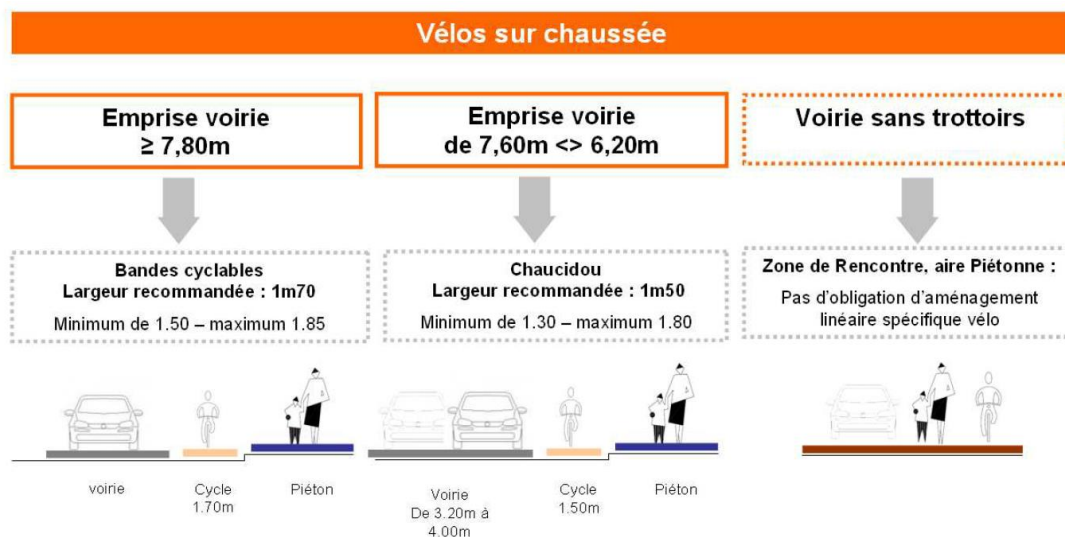 Vélos sur chaussée
Emprise voirie
≥ 7,80m
Emprise voirie
de 7,60m <> 6,20m
Voirie sans trottoirs
Bandes cyclables
Largeur recommandée : 1m70
Minimum de 1.50 – maximum 1.85
Chaucidou
Largeur recommandée : 1m50
Minimum de 1.30 – maximum 1.80
Zone de Rencontre, aire Piétonne :
Pas d'obligation d'aménagement
linéaire spécifique vélo
voirie
Cycle
1.70m
Piéton
Voirie
De 3.20m à
4.00m
Cycle
1.50m
Piéton